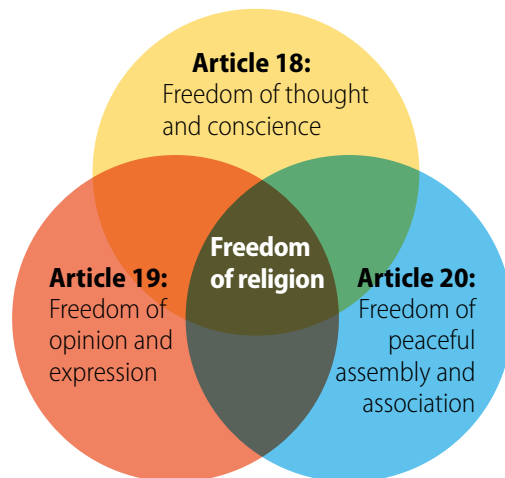 Article 18:
Freedom of thought
and conscience
Freedom
of religion
Article 19:
Freedom of
opinion and
expression
Article 20:
Freedom of
peaceful
assembly and
association